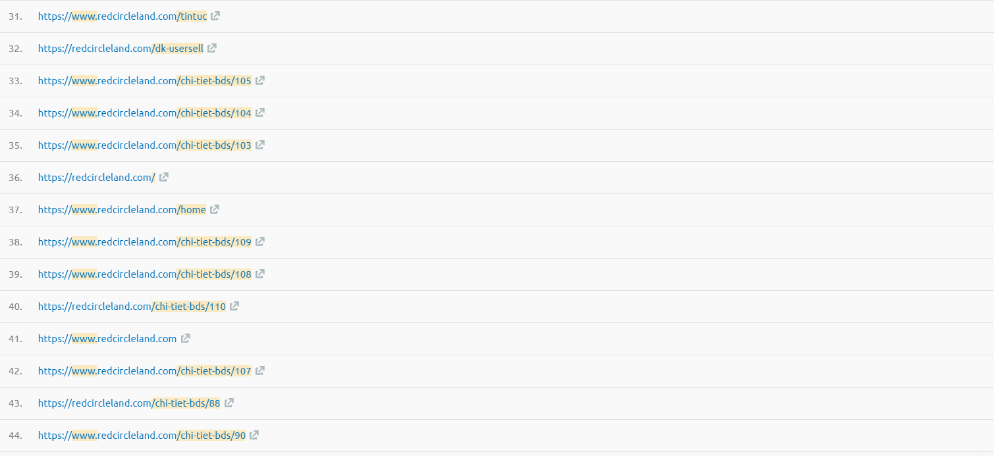 31. https://www.redcircleland.com/tintuc
32. https://redcircleland.com/dk-usersell
33. https://www.redcircleland.com/chi-tiet-bds/105
34. https://www.redcircleland.com/chi-tiet-bds/104
35. https://www.redcircleland.com/chi-tiet-bds/103
36. https://redcircleland.com/
37. https://www.redcircleland.com/home
38. https://www.redcircleland.com/chi-tiet-bds/109
39. https://www.redcircleland.com/chi-tiet-bds/108
40. https://redcircleland.com/chi-tiet-bds/110
41. https://www.redcircleland.com
42. https://www.redcircleland.com/chi-tiet-bds/107
43. https://redcircleland.com/chi-tiet-bds/88
44. https://www.redcircleland.com/chi-tiet-bds/90